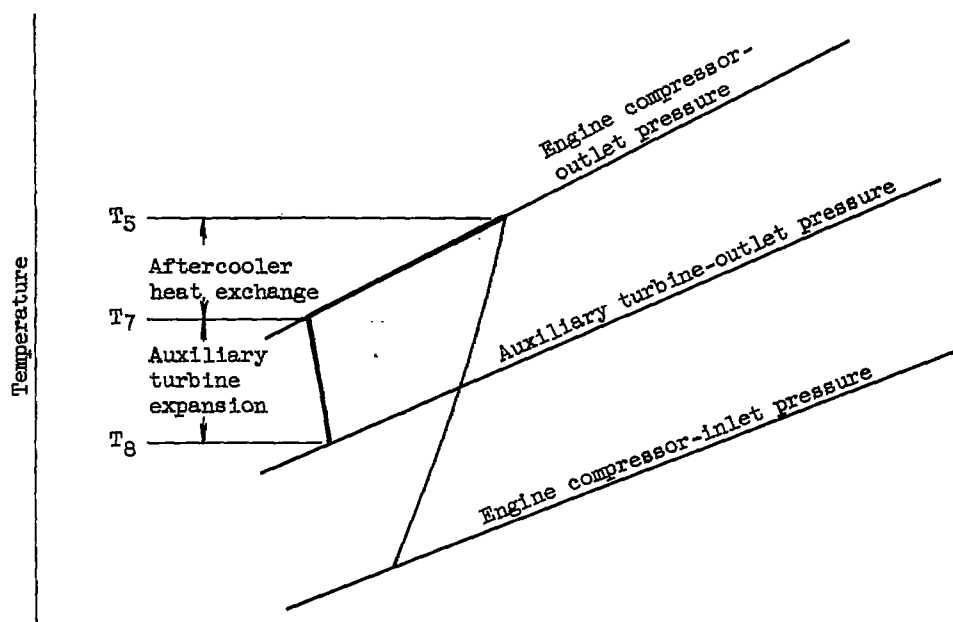 Engine compressor-
outlet pressure
T5
Aftercooler
heat exchange
T7
Auxiliary
turbine
expansion
T8
Auxiliary turbine-outlet pressure
Engine compressor-inlet pressure
Temperature